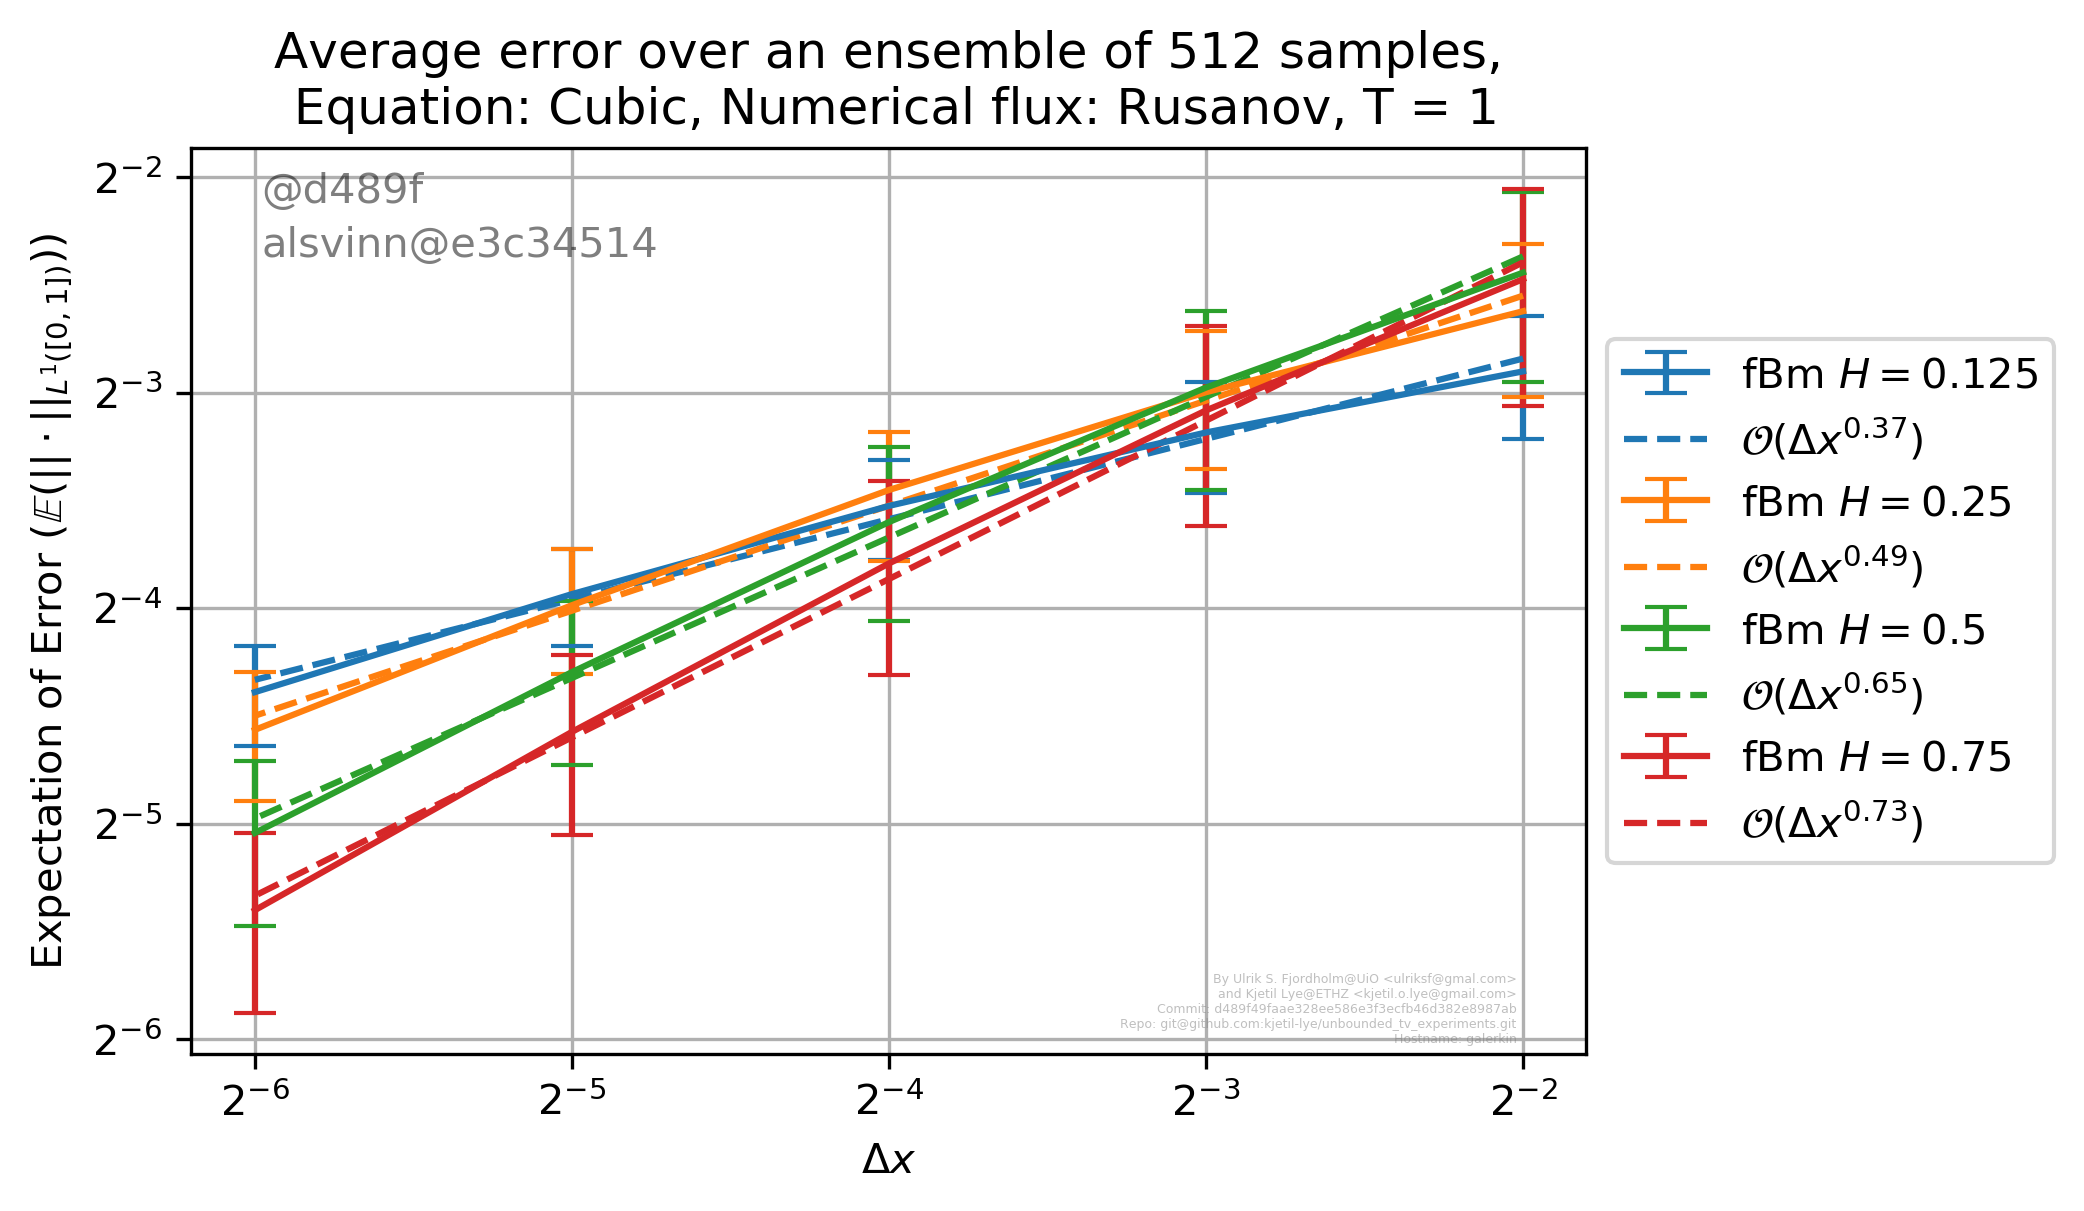 Average error over an ensemble of 512 samples,
Equation: Cubic, Numerical flux: Rusanov, T = 1
@d489f
alsvinn@e3c34514
Expectation of Error (𝔼(||·||_{L^1([0,1])}))
2^{-2}
2^{-3}
2^{-4}
2^{-5}
2^{-6}
2^{-6} 2^{-5} 2^{-4} 2^{-3} 2^{-2}
Δx
fBm H = 0.125
𝒪(Δx^{0.37})
fBm H = 0.25
𝒪(Δx^{0.49})
fBm H = 0.5
𝒪(Δx^{0.65})
fBm H = 0.75
𝒪(Δx^{0.73})
By Ulrik S. Fjordholm@UiO <ulriksf@gmal.com>
and Kjetil Lye@ETHZ <kjetil.o.lye@gmail.com>
Commit: d489f49faae328ee586e3f3ecfb46d382e8987ab
Repo: git@github.com:kjetil-lye/unbounded_tv_experiments.git
Hostname: galerkin